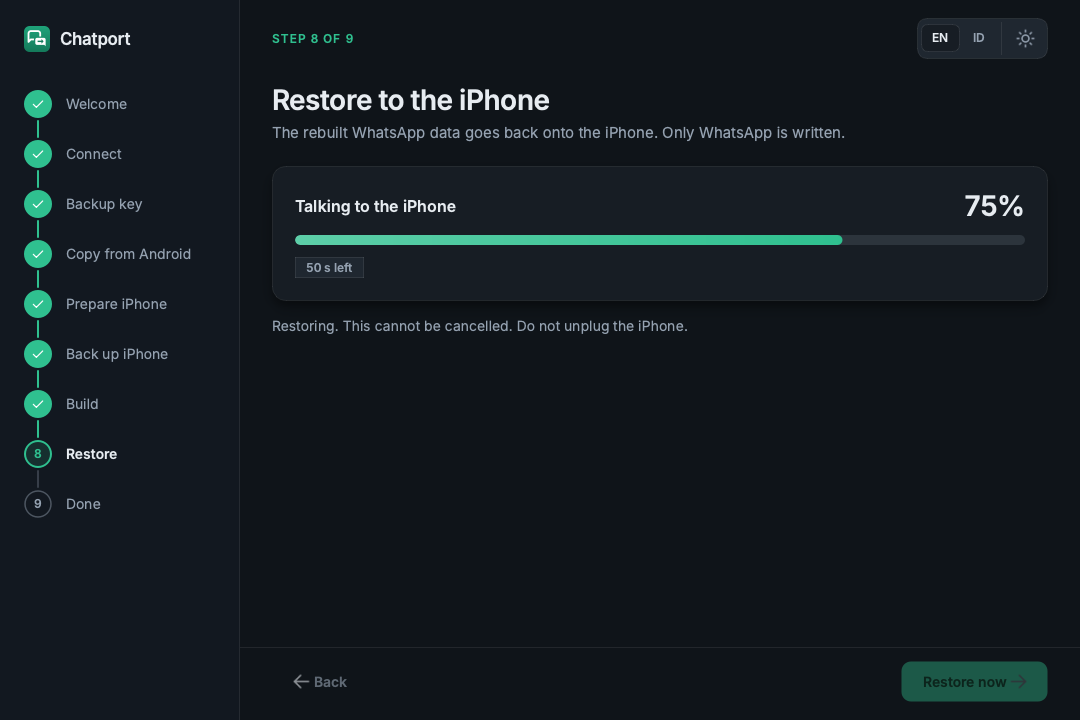 Chatport
Welcome
Connect
Backup key
Copy from Android
Prepare iPhone
Back up iPhone
Build
8 Restore
9 Done
STEP 8 OF 9
EN ID
Restore to the iPhone
The rebuilt WhatsApp data goes back onto the iPhone. Only WhatsApp is written.
Talking to the iPhone 75%
50 s left
Restoring. This cannot be cancelled. Do not unplug the iPhone.
Back Restore now